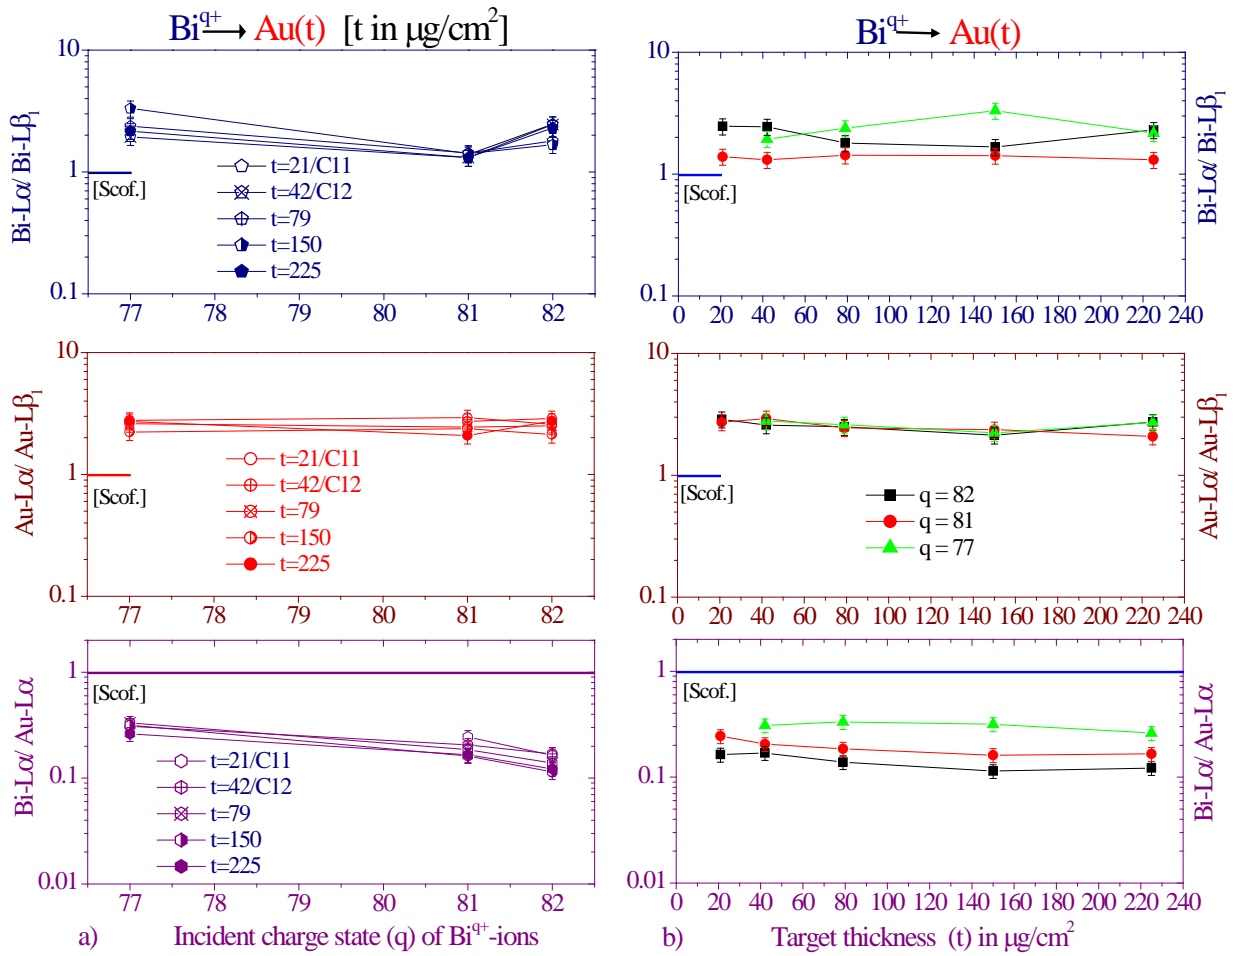 Bi^q+ → Au(t) [t in μg/cm²]
Bi-Lα/ Bi-Lβ₁
10
1
0.1
[Scof.]
t=21/C11
t=42/C12
t=79
t=150
t=225
77 78 79 80 81 82
Au-Lα/ Au-Lβ₁
10
1
0.1
[Scof.]
t=21/C11
t=42/C12
t=79
t=150
t=225
77 78 79 80 81 82
Bi-Lα/ Au-Lα
1
0.1
0.01
[Scof.]
t=21/C11
t=42/C12
t=79
t=150
t=225
77 78 79 80 81 82
a) Incident charge state (q) of Bi^q+-ions
Bi^q+ → Au(t)
10
1
0.1
[Scof.]
Bi-Lα/ Bi-Lβ₁
0 20 40 60 80 100 120 140 160 180 200 220 240
10
1
0.1
[Scof.]
q = 82
q = 81
q = 77
Au-Lα/ Au-Lβ₁
0 20 40 60 80 100 120 140 160 180 200 220 240
1
0.1
0.01
[Scof.]
Bi-Lα/ Au-Lα
0 20 40 60 80 100 120 140 160 180 200 220 240
b) Target thickness (t) in μg/cm²